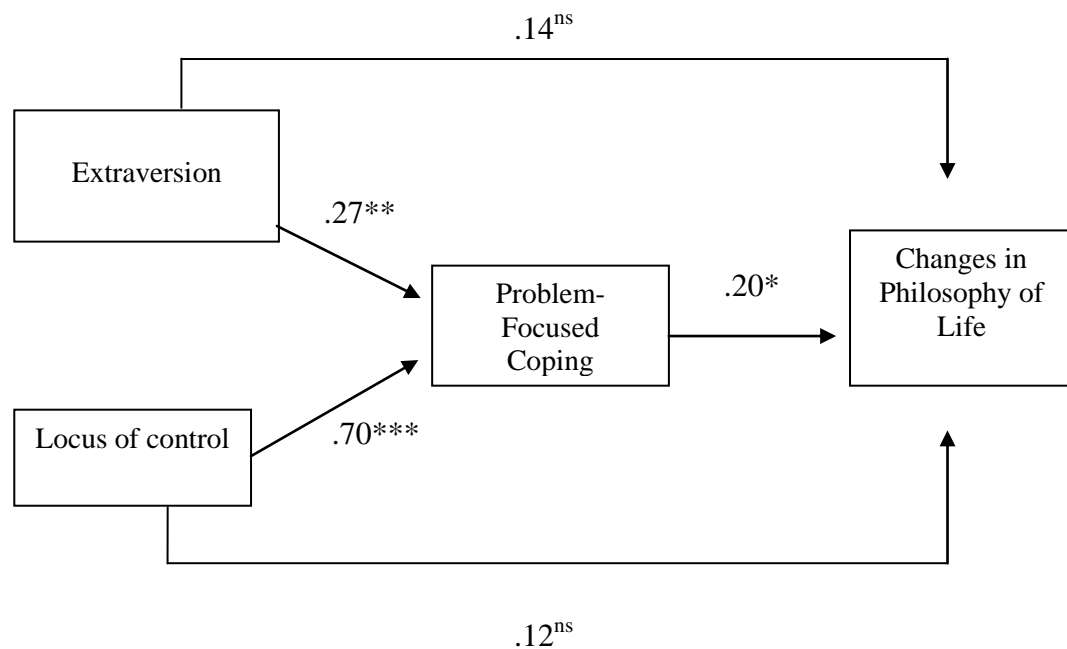 .14ns
Extraversion
.27**
Problem-
Focused
Coping
.20*
Changes in
Philosophy of
Life
Locus of control
.70***
.12ns